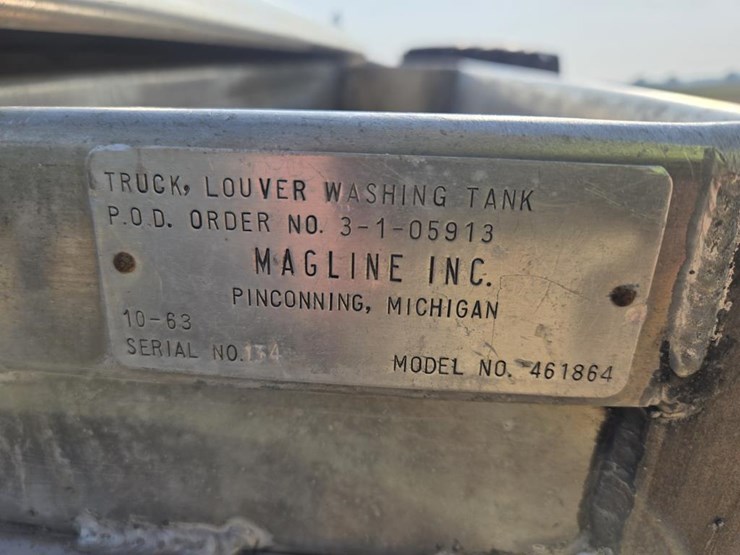 TRUCK, LOUVER WASHING TANK
P.O.D. ORDER NO. 3-1-05913
MAGLINE INC.
PINCONNING, MICHIGAN
10-63
SERIAL NO. 134
MODEL NO. 461864